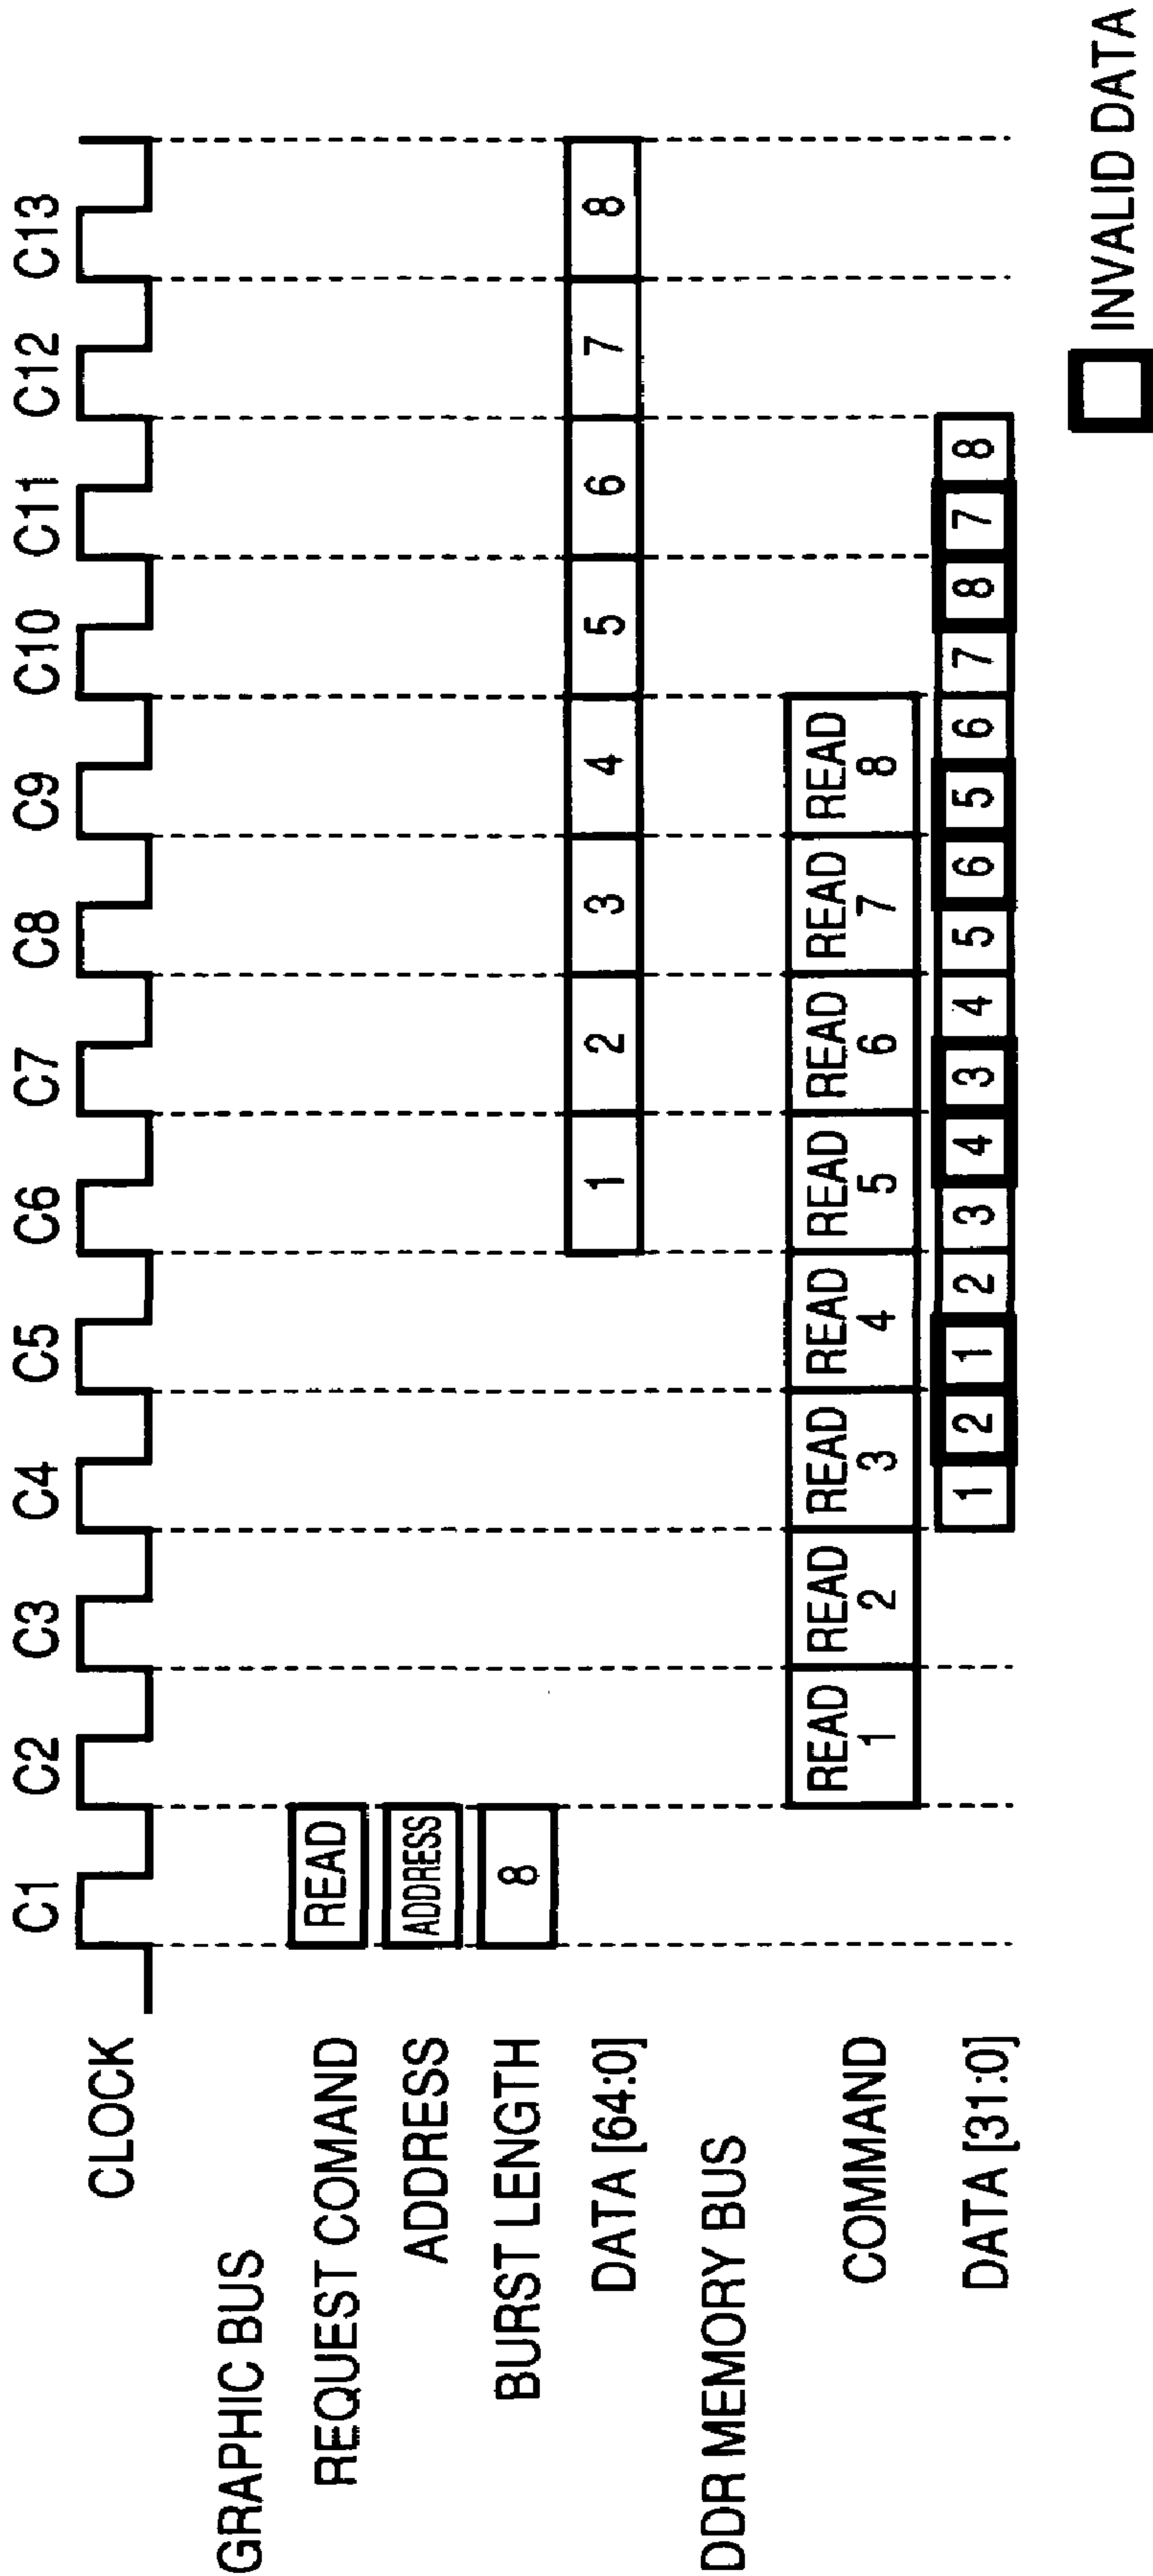 C1 C2 C3 C4 C5 C6 C7 C8 C9 C10 C11 C12 C13
CLOCK
GRAPHIC BUS
REQUEST COMAND READ
ADDRESS ADDRESS
BURST LENGTH 8
DATA [64:0] 1 2 3 4 5 6 7 8
DDR MEMORY BUS
COMMAND READ 1 READ 2 READ 3 READ 4 READ 5 READ 6 READ 7 READ 8
DATA [31:0] 1 2 1 2 3 4 3 4 5 6 5 6 7 8 7 8
INVALID DATA